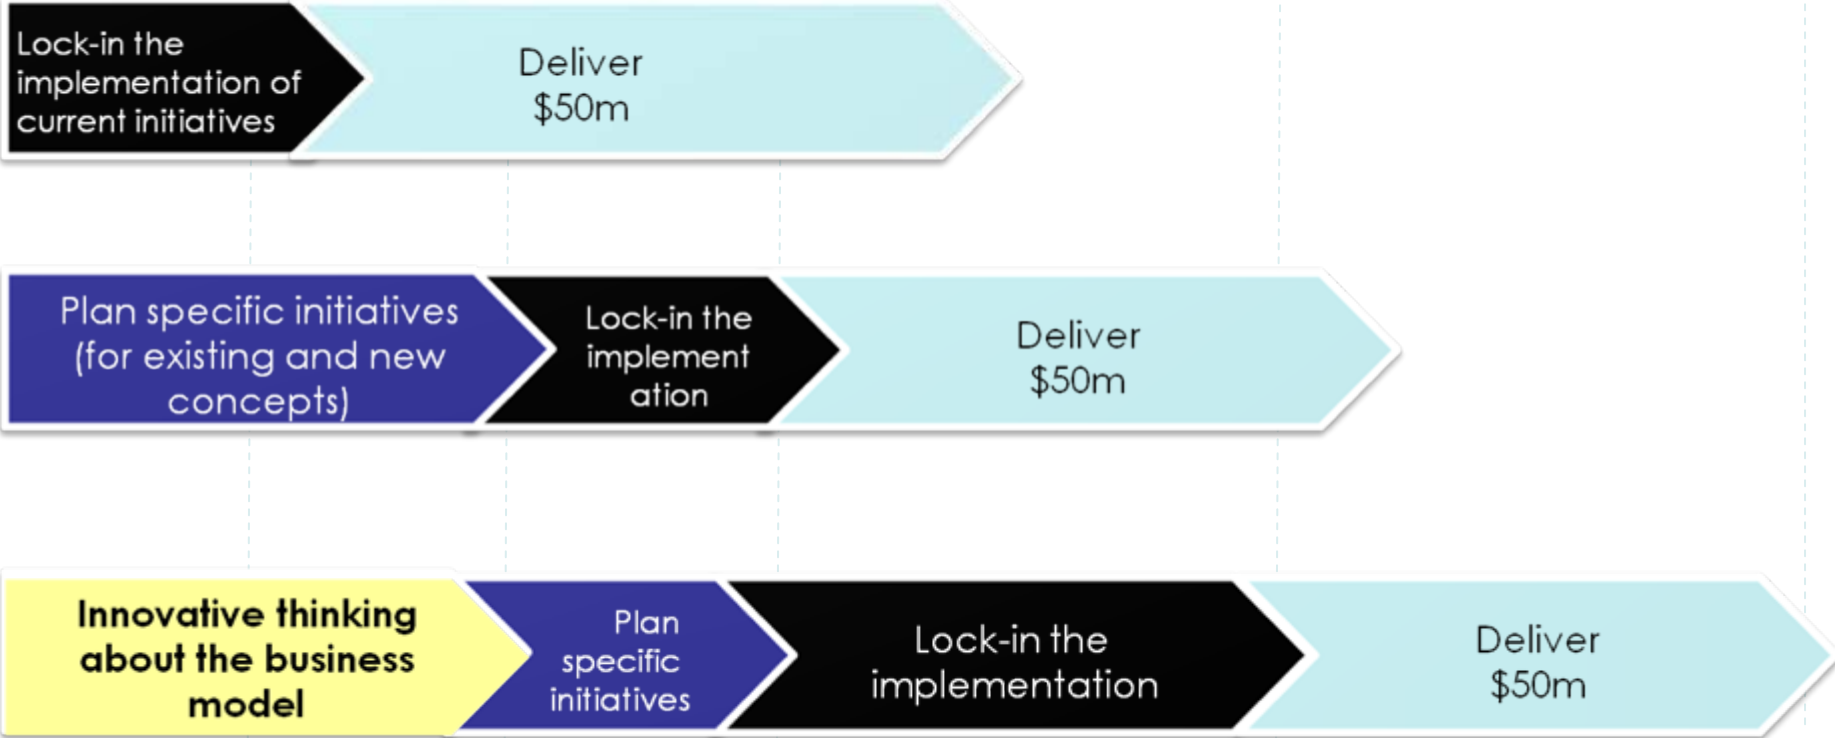 Lock-in the
implementation of
current initiatives
Deliver
$50m
Plan specific initiatives
(for existing and new
concepts)
Lock-in the
implement
ation
Deliver
$50m
Innovative thinking
about the business
model
Plan
specific
initiatives
Lock-in the
implementation
Deliver
$50m